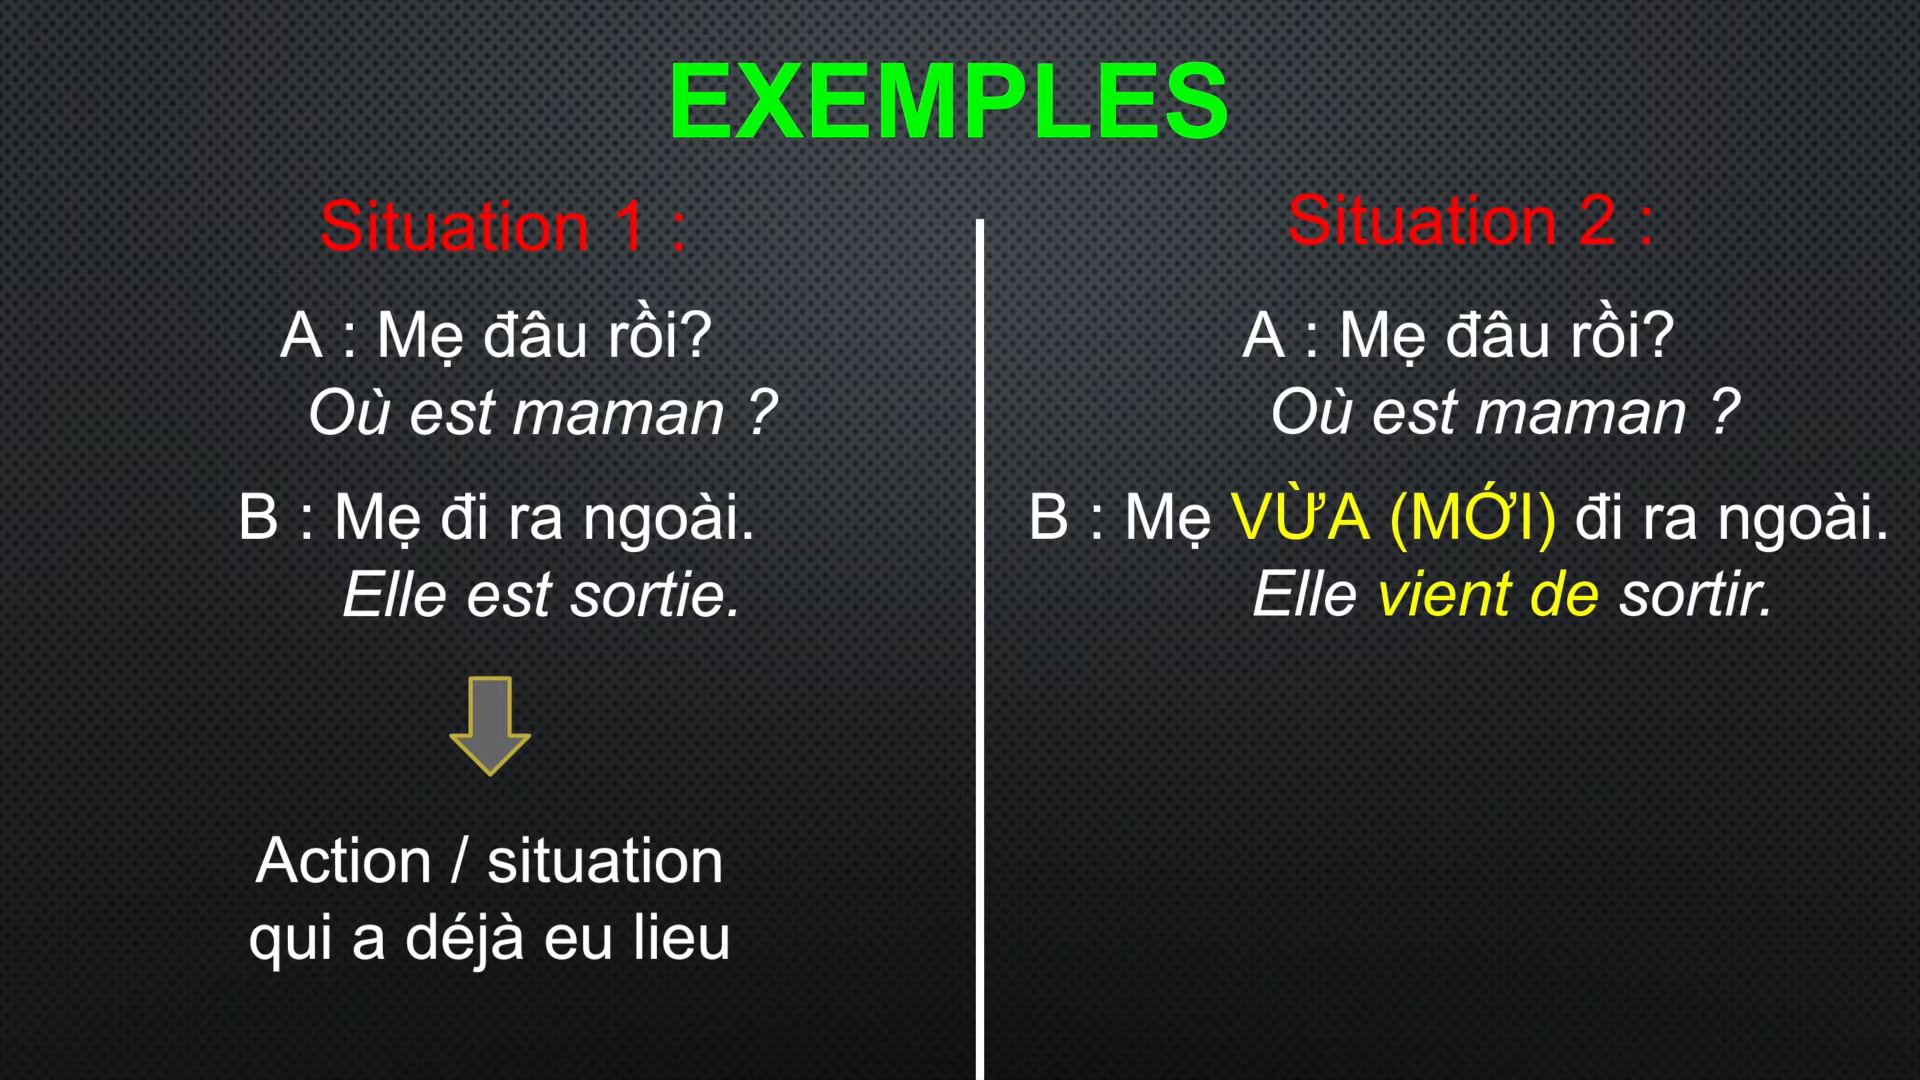 EXEMPLES
Situation 1 :
A : Mẹ đâu rồi?
Où est maman ?
B : Mẹ đi ra ngoài.
Elle est sortie.
Action / situation
qui a déjà eu lieu
Situation 2 :
A : Mẹ đâu rồi?
Où est maman ?
B : Mẹ VỪA (MỚI) đi ra ngoài.
Elle vient de sortir.